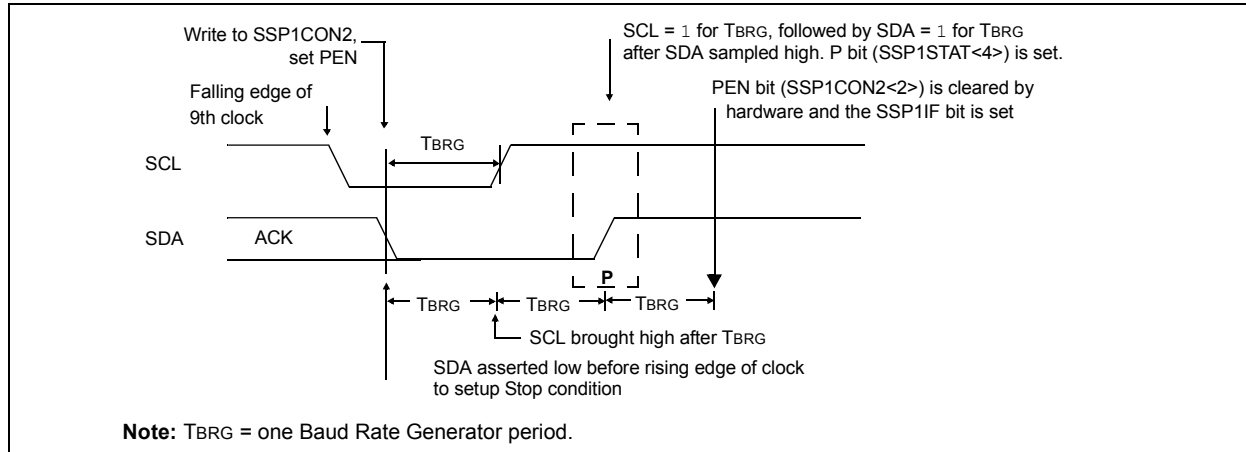 Write to SSP1CON2,
set PEN
SCL = 1 for TBRG, followed by SDA = 1 for TBRG
after SDA sampled high. P bit (SSP1STAT<4>) is set.
Falling edge of
9th clock
PEN bit (SSP1CON2<2>) is cleared by
hardware and the SSP1IF bit is set
TBRG
SCL
SDA
ACK
P
TBRG
TBRG
TBRG
SCL brought high after TBRG
SDA asserted low before rising edge of clock
to setup Stop condition
Note: TBRG = one Baud Rate Generator period.